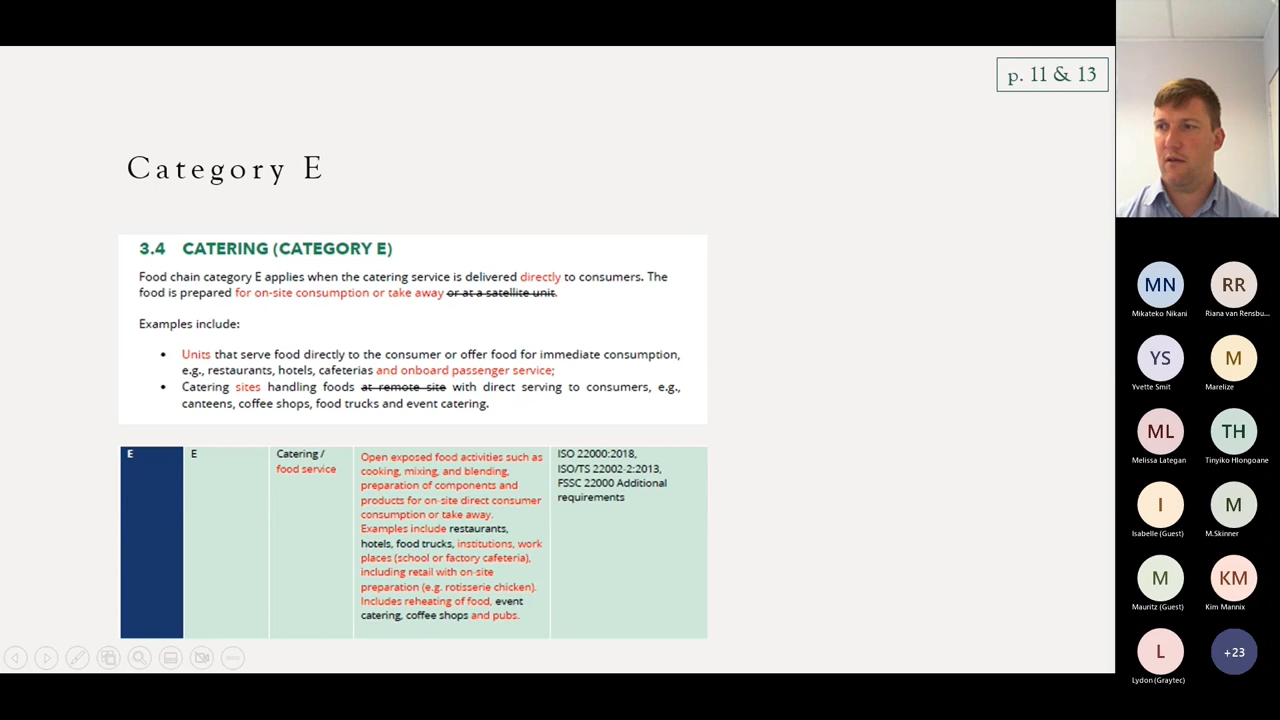 p. 11 & 13
Category E
3.4 CATERING (CATEGORY E)
Food chain category E applies when the catering service is delivered directly to consumers. The
food is prepared for on-site consumption or take away or at a satellite unit.
Examples include:
• Units that serve food directly to the consumer or offer food for immediate consumption,
e.g., restaurants, hotels, cafeterias and onboard passenger service;
• Catering sites handling foods at remote site with direct serving to consumers, e.g.,
canteens, coffee shops, food trucks and event catering.
E
E
Catering /
food service
Open exposed food activities such as
cooking, mixing, and blending,
preparation of components and
products for on-site direct consumer
consumption or take away.
Examples include restaurants,
hotels, food trucks, institutions, work
places (school or factory cafeteria),
including retail with on-site
preparation (e.g. rotisserie chicken).
Includes reheating of food, event
catering, coffee shops and pubs.
ISO 22000:2018,
ISO/TS 22002-2:2013,
FSSC 22000 Additional
requirements
MN
Mikateko Nikani
RR
Riana van Rensbu...
YS
Yvette Smit
M
Marelize
ML
Melissa Lategan
TH
Tinyiko Hlongoane
I
Isabelle (Guest)
M
M.Skinner
M
Mauritz (Guest)
KM
Kim Mannix
L
Lydon (Graytec)
+23